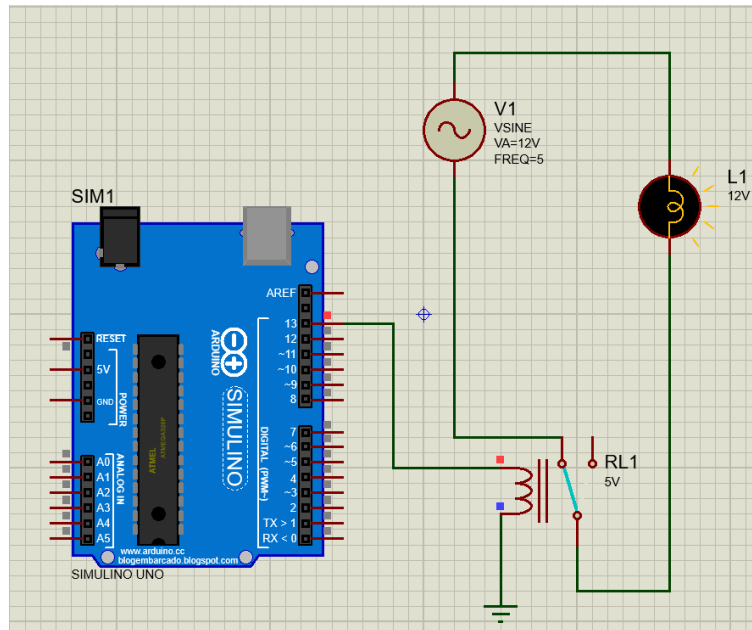 V1
VSINE
VA=12V
FREQ=5
L1
12V
SIM1
AREF
13
12
~11
~10
~9
8
7
~6
~5
4
~3
2
TX > 1
RX < 0
RESET
5V
GND
POWER
A0
A1
A2
A3
A4
A5
ANALOG IN
ATMEL
ATMEGA328P
ARDUINO
SIMULINO
DIGITAL (PWM~)
www.arduino.cc
blogembarcado.blogspot.com
SIMULINO UNO
RL1
5V